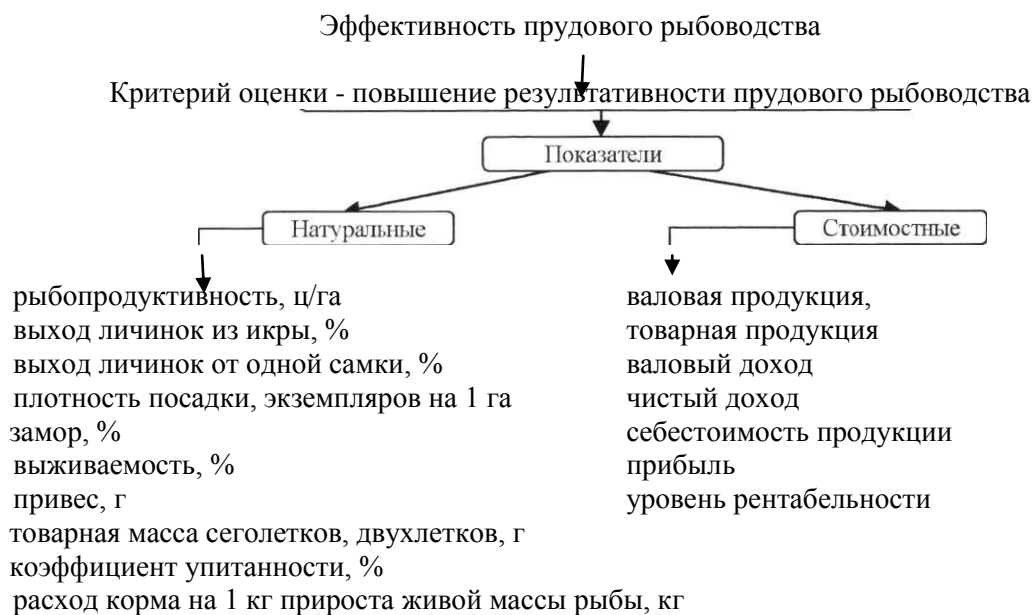 Эффективность прудового рыбоводства
Критерий оценки - повышение результативности прудового рыбоводства
Показатели
Натуральные
Стоимостные
рыбопродуктивность, ц/га
выход личинок из икры, %
выход личинок от одной самки, %
плотность посадки, экземпляров на 1 га
замор, %
выживаемость, %
привес, г
товарная масса сеголетков, двухлетков, г
коэффициент упитанности, %
расход корма на 1 кг прироста живой массы рыбы, кг
валовая продукция,
товарная продукция
валовый доход
чистый доход
себестоимость продукции
прибыль
уровень рентабельности